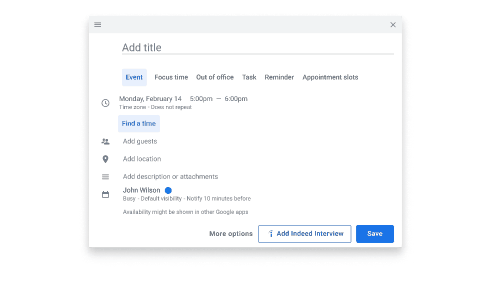 Add title
Event Focus time Out of office Task Reminder Appointment slots
Monday, February 14 5:00pm — 6:00pm
Time zone · Does not repeat
Find a time
Add guests
Add location
Add description or attachments
John Wilson
Busy · Default visibility · Notify 10 minutes before
Availability might be shown in other Google apps
More options Add Indeed Interview Save